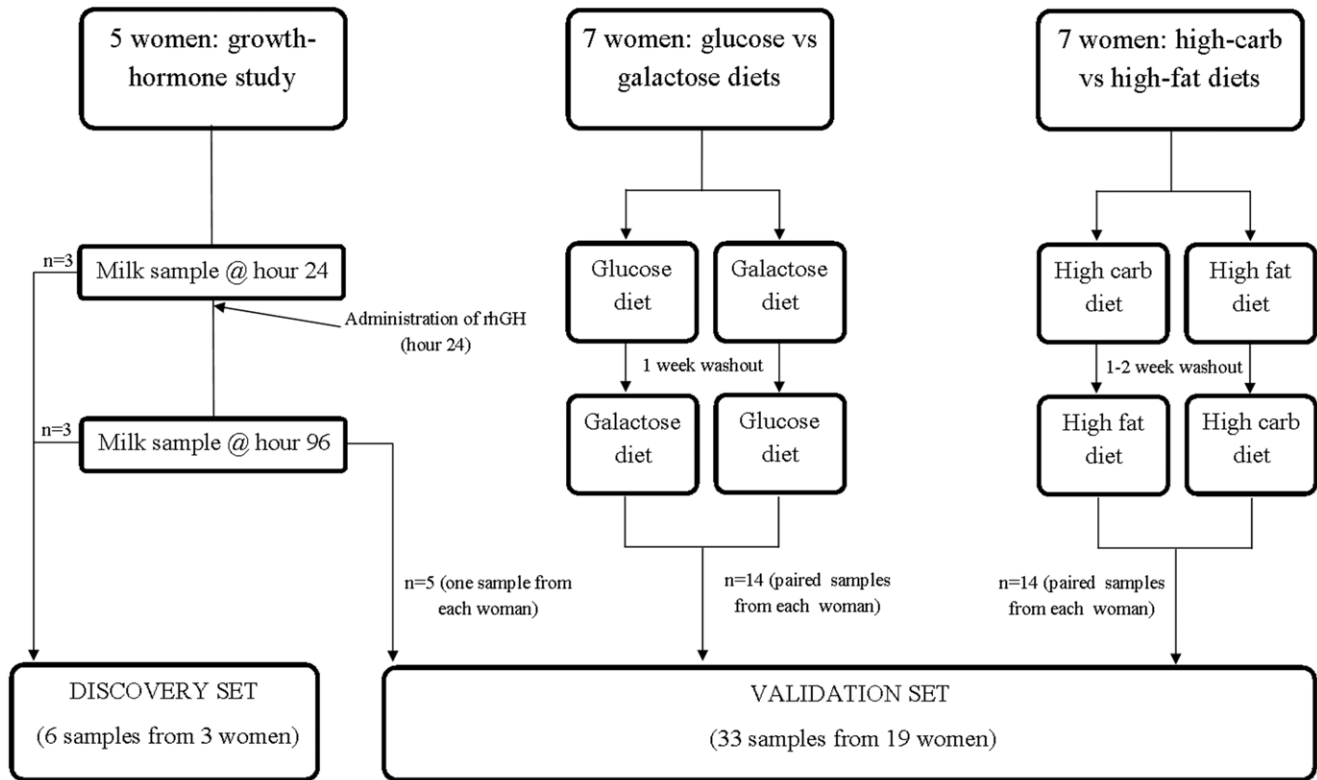 5 women: growth-
hormone study
7 women: glucose vs
galactose diets
7 women: high-carb
vs high-fat diets
n=3
Milk sample @ hour 24
Administration of rhGH
(hour 24)
n=3
Milk sample @ hour 96
Glucose
diet
Galactose
diet
1 week washout
Galactose
diet
Glucose
diet
High carb
diet
High fat
diet
1-2 week washout
High fat
diet
High carb
diet
n=5 (one sample from
each woman)
n=14 (paired samples
from each woman)
n=14 (paired samples
from each woman)
DISCOVERY SET
(6 samples from 3 women)
VALIDATION SET
(33 samples from 19 women)